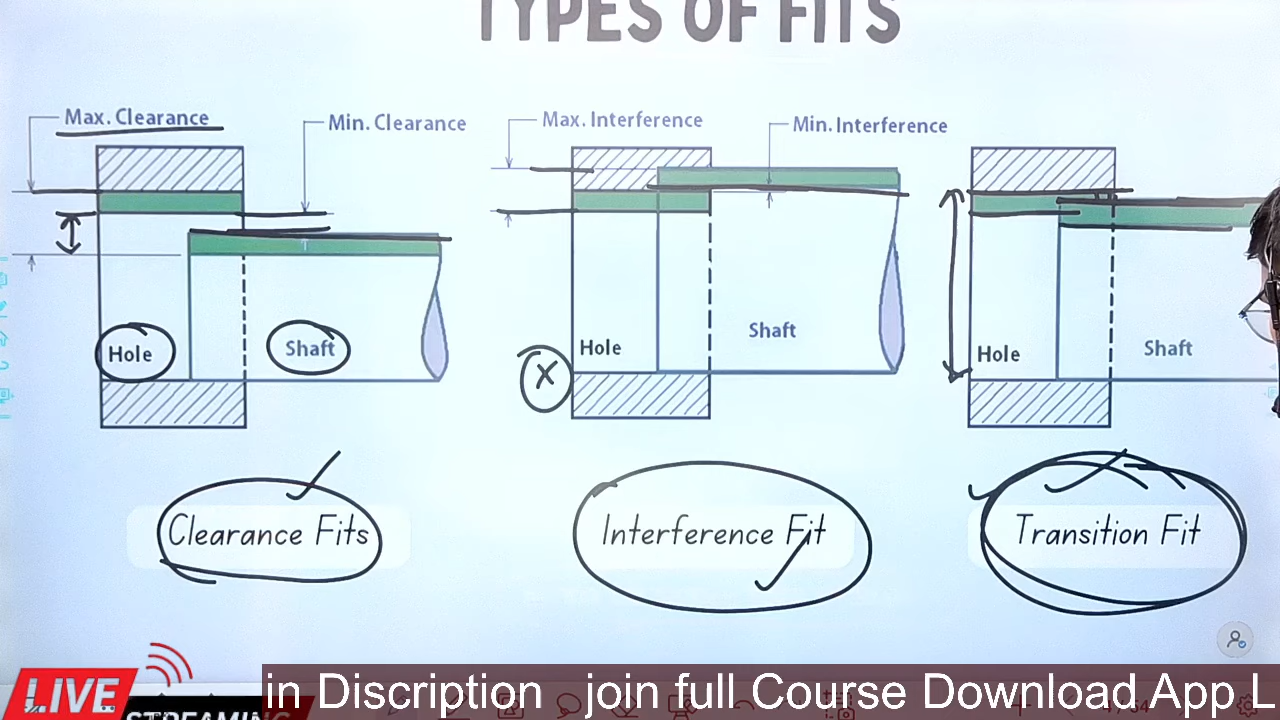 TYPES OF FITS
Max. Clearance
Min. Clearance
Max. Interference
Min. Interference
Hole
Shaft
Hole
Shaft
Hole
Shaft
X
Clearance Fits
Interference Fit
Transition Fit
LIVE
STREAMING
in Discription join full Course Download App L